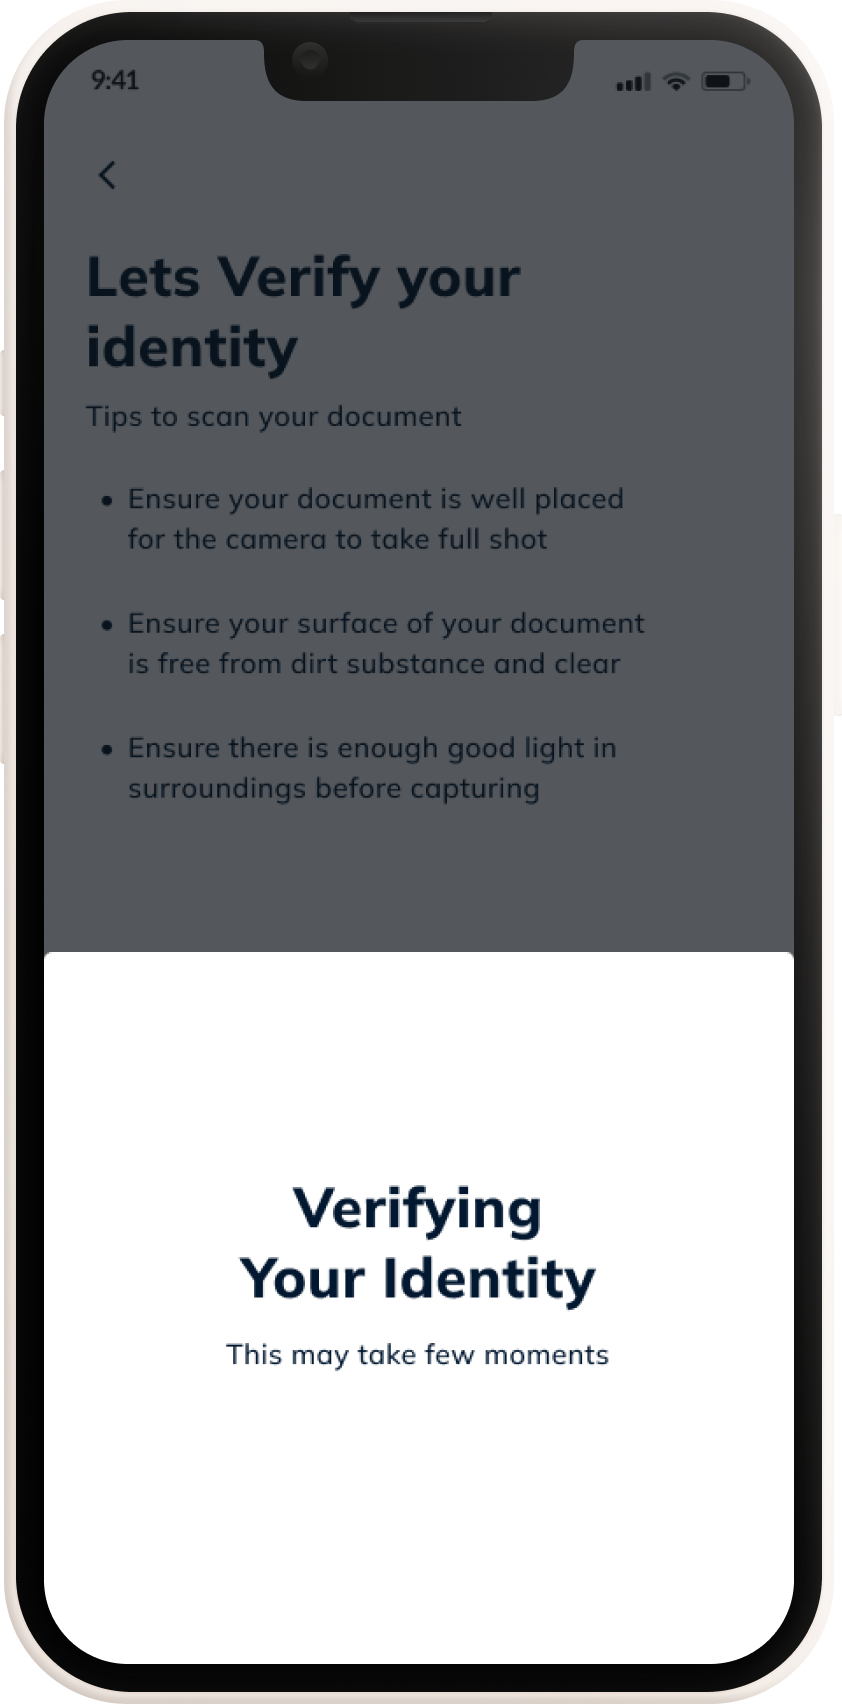 9:41
Lets Verify your
identity
Tips to scan your document
• Ensure your document is well placed
for the camera to take full shot
• Ensure your surface of your document
is free from dirt substance and clear
• Ensure there is enough good light in
surroundings before capturing
Verifying
Your Identity
This may take few moments